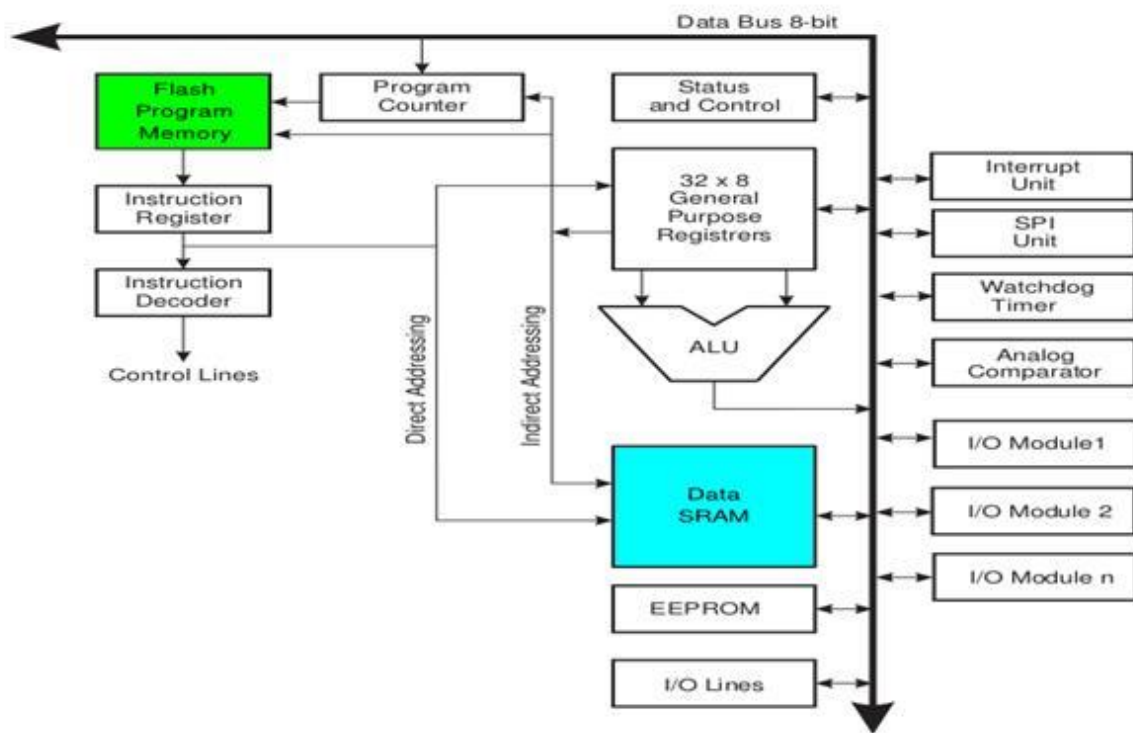 Data Bus 8-bit
Flash
Program
Memory
Program
Counter
Status
and Control
32 x 8
General
Purpose
Registrers
Interrupt
Unit
Instruction
Register
SPI
Unit
Instruction
Decoder
Watchdog
Timer
Control Lines
Direct Addressing
Indirect Addressing
ALU
Analog
Comparator
I/O Module1
Data
SRAM
I/O Module 2
I/O Module n
EEPROM
I/O Lines